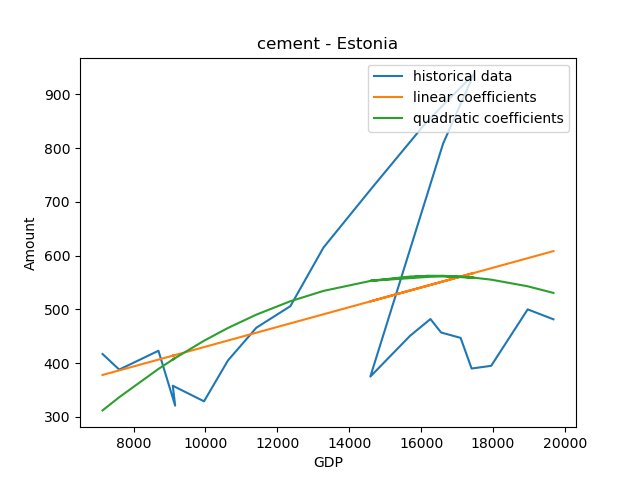 cement - Estonia
historical data
linear coefficients
quadratic coefficients
Amount
900
800
700
600
500
400
300
8000 10000 12000 14000 16000 18000 20000
GDP